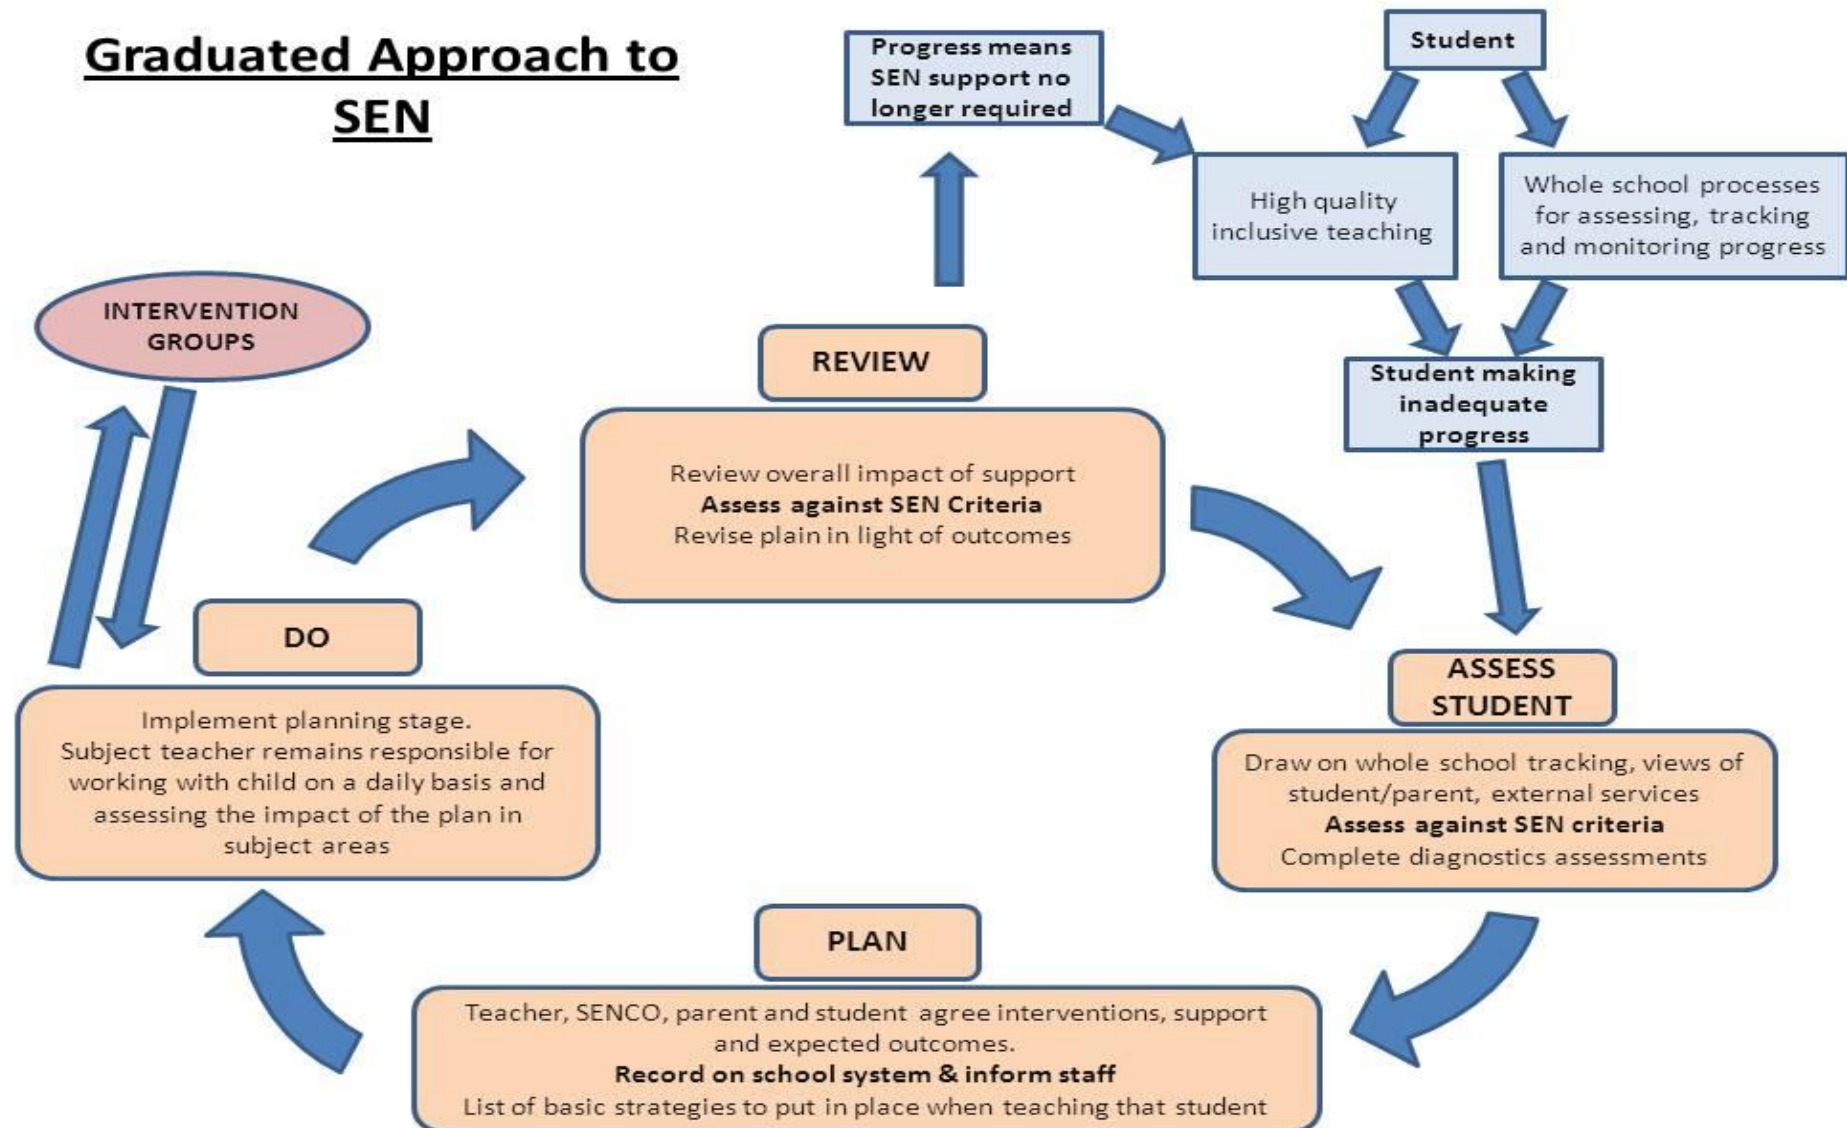 Graduated Approach to
SEN
Progress means
SEN support no
longer required
Student
High quality
inclusive teaching
Whole school processes
for assessing, tracking
and monitoring progress
Student making
inadequate
progress
INTERVENTION
GROUPS
REVIEW
Review overall impact of support
Assess against SEN Criteria
Revise plain in light of outcomes
DO
Implement planning stage.
Subject teacher remains responsible for
working with child on a daily basis and
assessing the impact of the plan in
subject areas
ASSESS
STUDENT
Draw on whole school tracking, views of
student/parent, external services
Assess against SEN criteria
Complete diagnostics assessments
PLAN
Teacher, SENCO, parent and student agree interventions, support
and expected outcomes.
Record on school system & inform staff
List of basic strategies to put in place when teaching that student